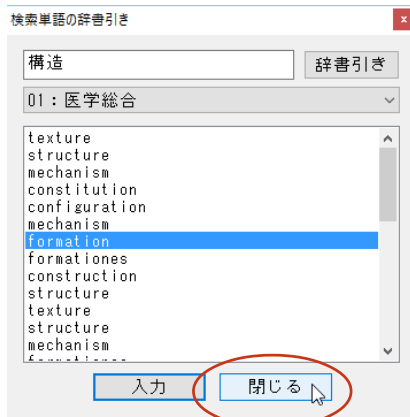 検索単語の辞書引き
x
構造
辞書引き
01：医学総合
texture
structure
mechanism
constitution
configuration
mechanism
formation
formationes
construction
structure
texture
structure
mechanism
入力
閉じる